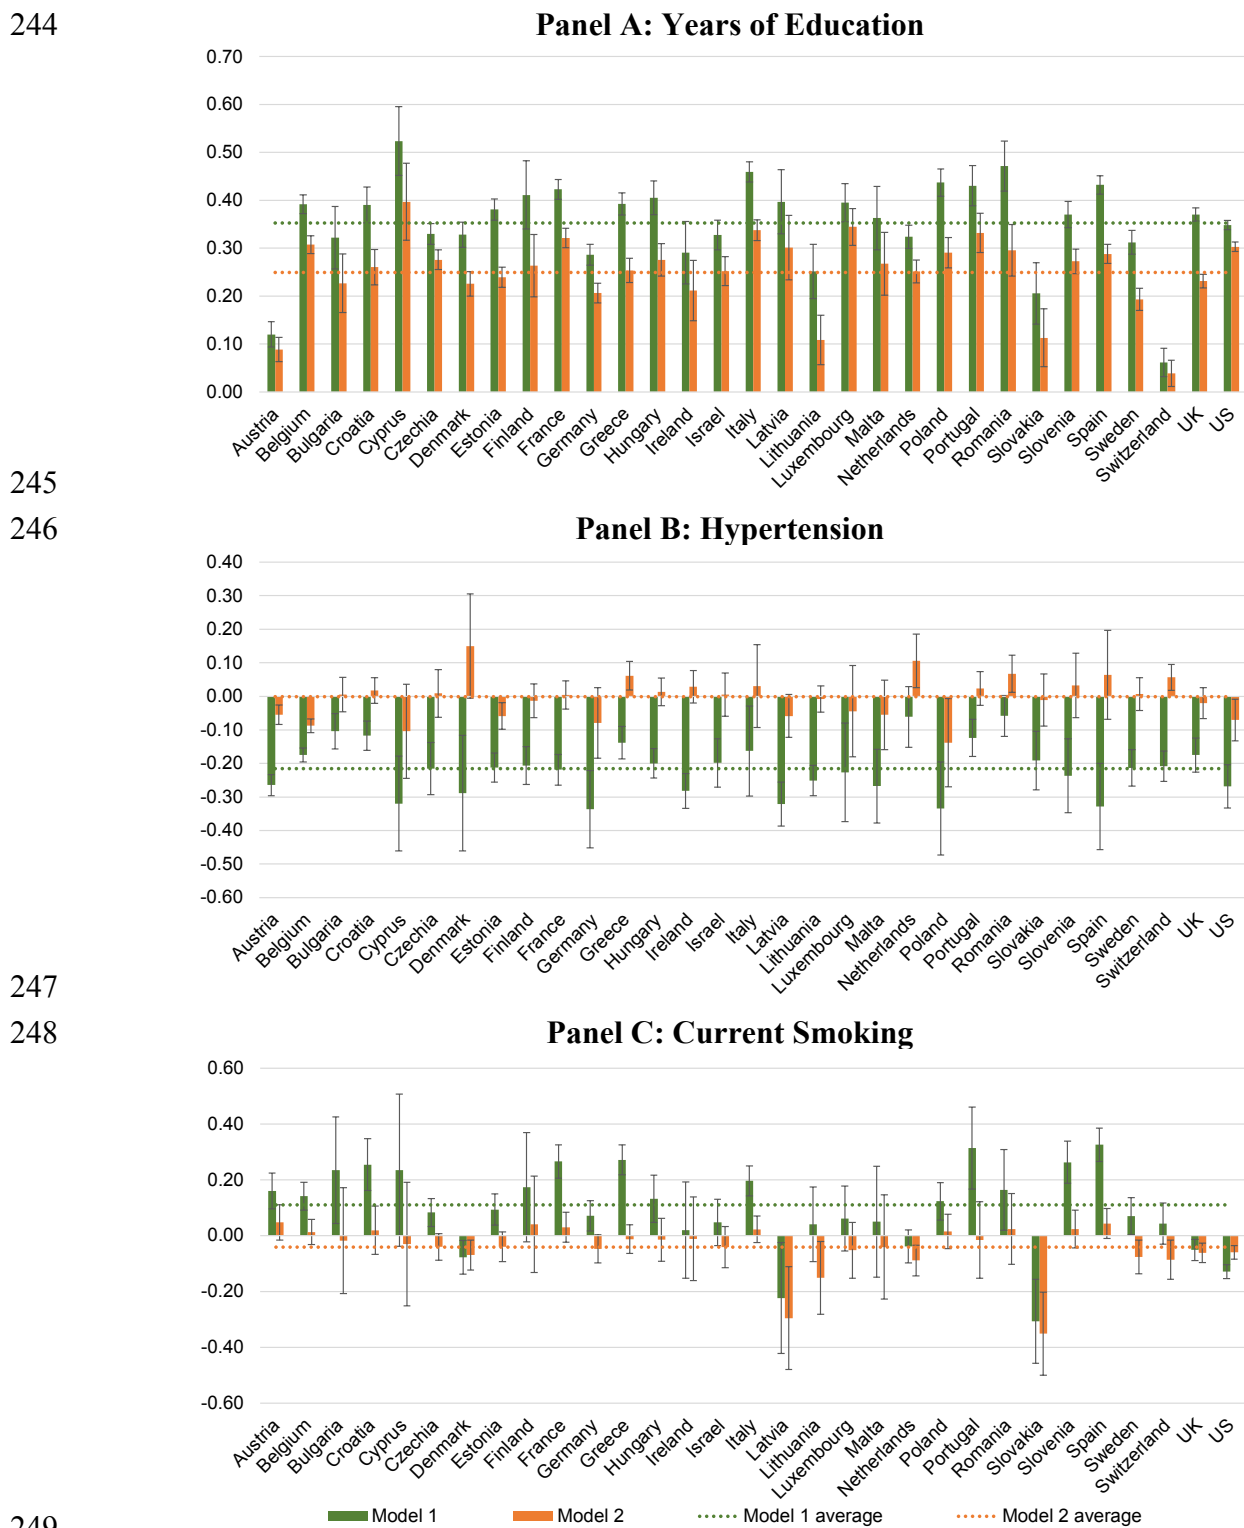 244
Panel A: Years of Education
0.70
0.60
0.50
0.40
0.30
0.20
0.10
0.00
Austria
Belgium
Bulgaria
Croatia
Cyprus
Czechia
Denmark
Estonia
Finland
France
Germany
Greece
Hungary
Ireland
Israel
Italy
Latvia
Lithuania
Luxembourg
Malta
Netherlands
Poland
Portugal
Romania
Slovakia
Slovenia
Spain
Sweden
Switzerland
UK
US
245
246
Panel B: Hypertension
0.40
0.30
0.20
0.10
0.00
-0.10
-0.20
-0.30
-0.40
-0.50
-0.60
Austria
Belgium
Bulgaria
Croatia
Cyprus
Czechia
Denmark
Estonia
Finland
France
Germany
Greece
Hungary
Ireland
Israel
Italy
Latvia
Lithuania
Luxembourg
Malta
Netherlands
Poland
Portugal
Romania
Slovakia
Slovenia
Spain
Sweden
Switzerland
UK
US
247
248
Panel C: Current Smoking
0.60
0.40
0.20
0.00
-0.20
-0.40
-0.60
Austria
Belgium
Bulgaria
Croatia
Cyprus
Czechia
Denmark
Estonia
Finland
France
Germany
Greece
Hungary
Ireland
Israel
Italy
Latvia
Lithuania
Luxembourg
Malta
Netherlands
Poland
Portugal
Romania
Slovakia
Slovenia
Spain
Sweden
Switzerland
UK
US
Model 1
Model 2
Model 1 average
Model 2 average
249